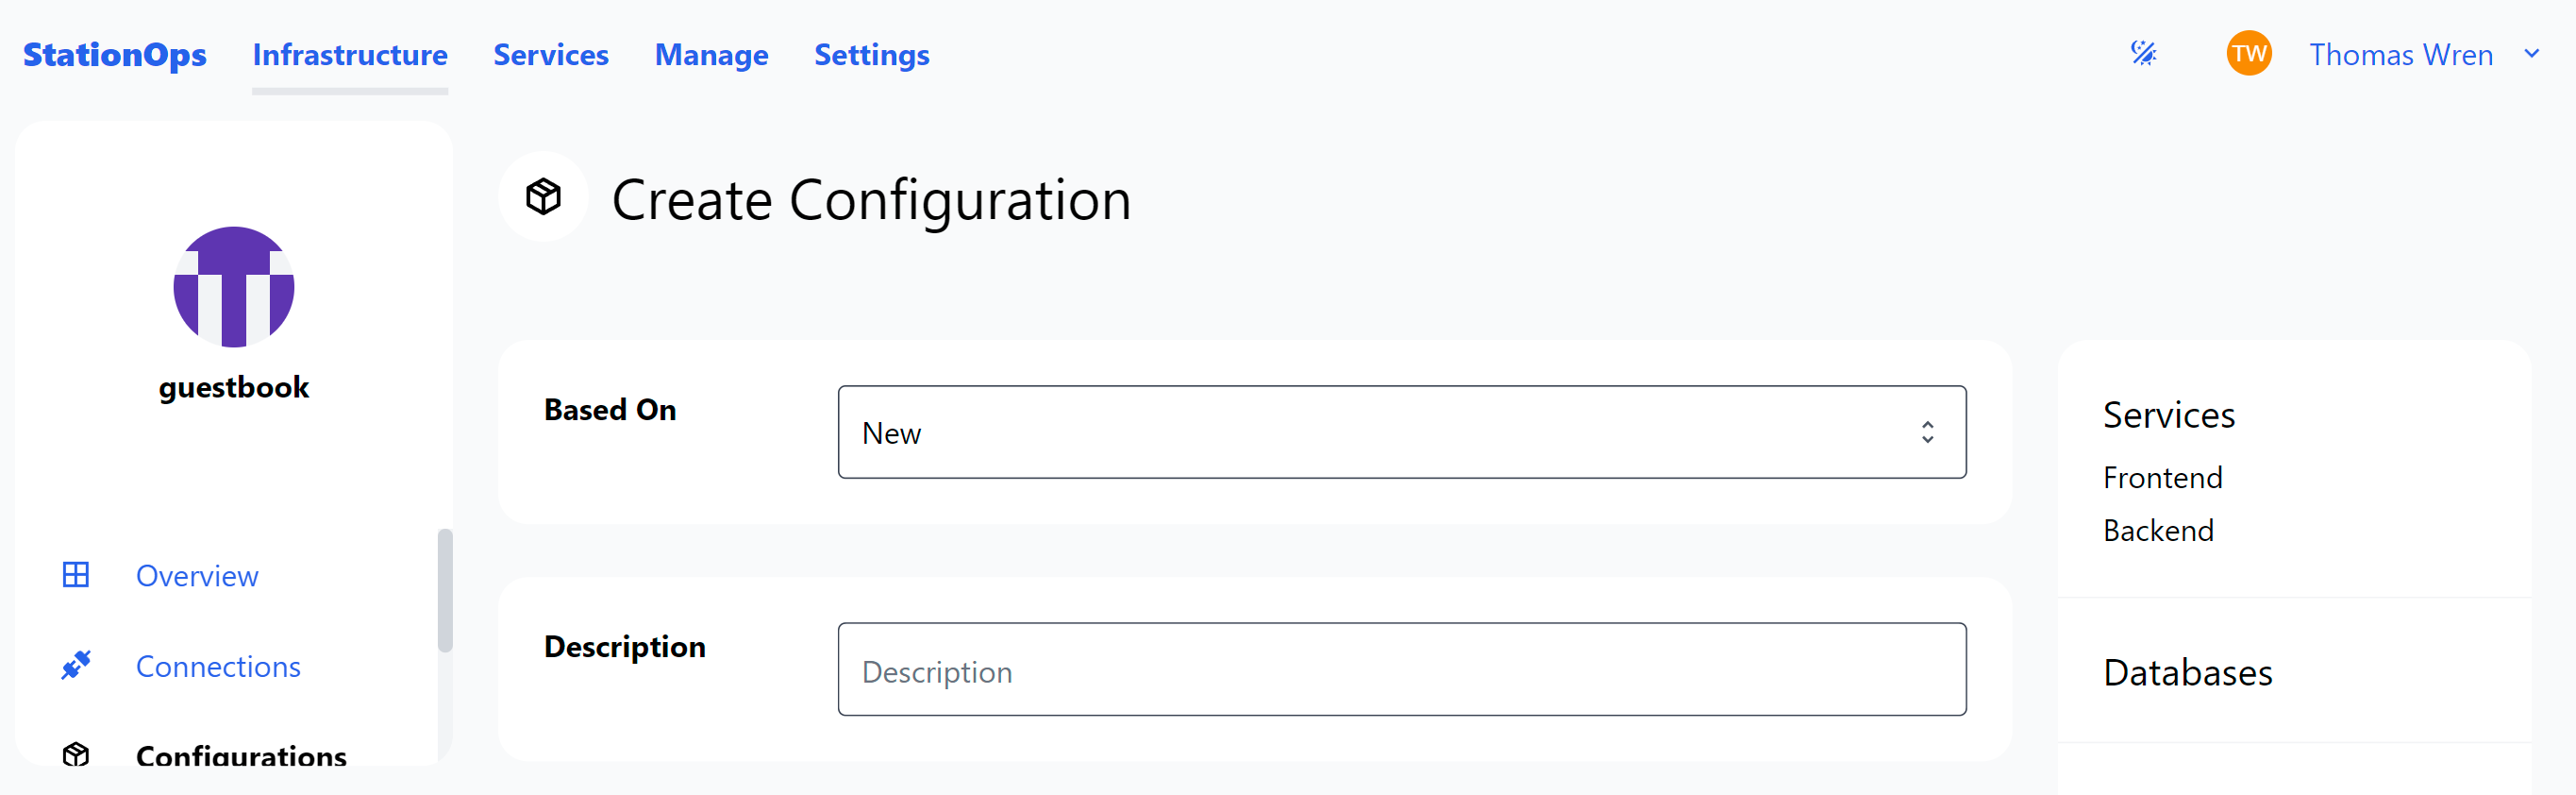 StationOps Infrastructure Services Manage Settings TW Thomas Wren
guestbook
Overview
Connections
Configurations
Create Configuration
Based On New
Description Description
Services
Frontend
Backend
Databases